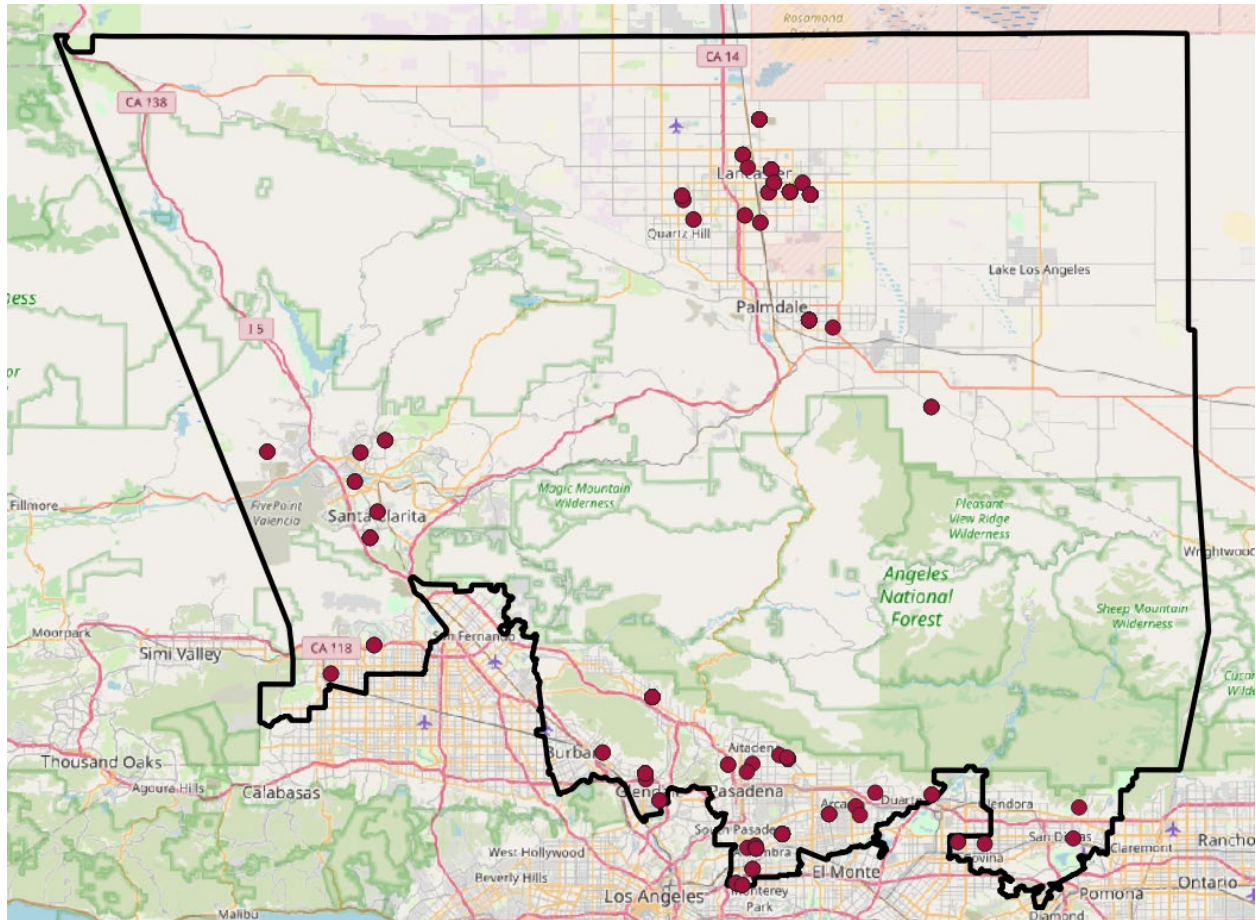 Rosamond
CA 14
CA 138
Lancaster
Quartz Hill
Lake Los Angeles
Palmdale
I 5
Magic Mountain
Wilderness
Fillmore
FivePoint
Valencia
Santa Clarita
Pleasant
View Ridge
Wilderness
Wrightwood
Angeles
National
Forest
Sheep Mountain
Wilderness
Moorpark
Simi Valley
CA 118
San Fernando
Thousand Oaks
Agoura Hills
Calabasas
Burbank
Altadena
Glendale
Pasadena
Arcadia
Duarte
Glendora
South Pasadena
San Dimas
Claremont
Rancho
West Hollywood
Alhambra
Covina
Beverly Hills
El Monte
Los Angeles
Monterey
Park
Pomona
Ontario
Malibu
Diamond